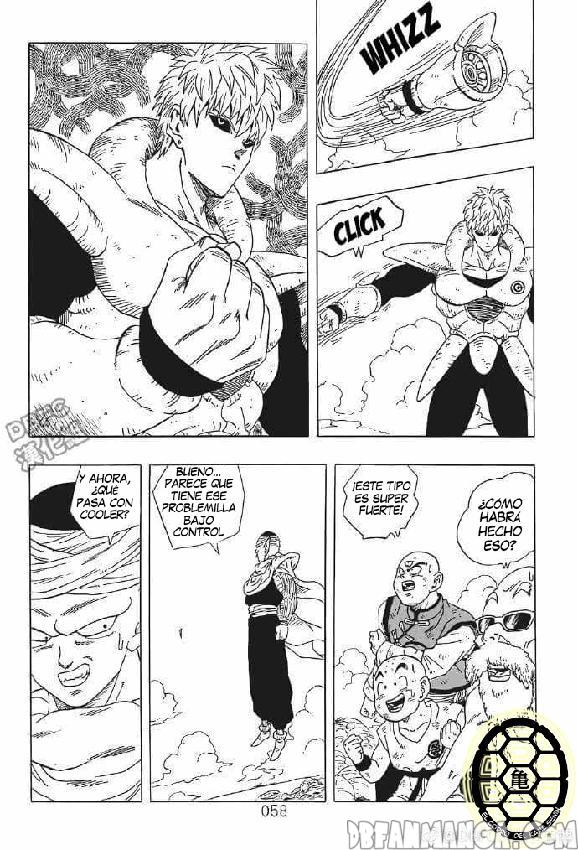 WHIZZ
CLICK
¿CÓMO
HABRÁ
HECHO
ESO?
¡ESTE TIPO
ES SUPER
FUERTE!
BUENO...
PARECE QUE
TIENE ESE
PROBLEMILLA
BAJO
CONTROL
Y AHORA,
¿QUÉ
PASA CON
COOLER?
058
龜
DBFANMANGA.COM